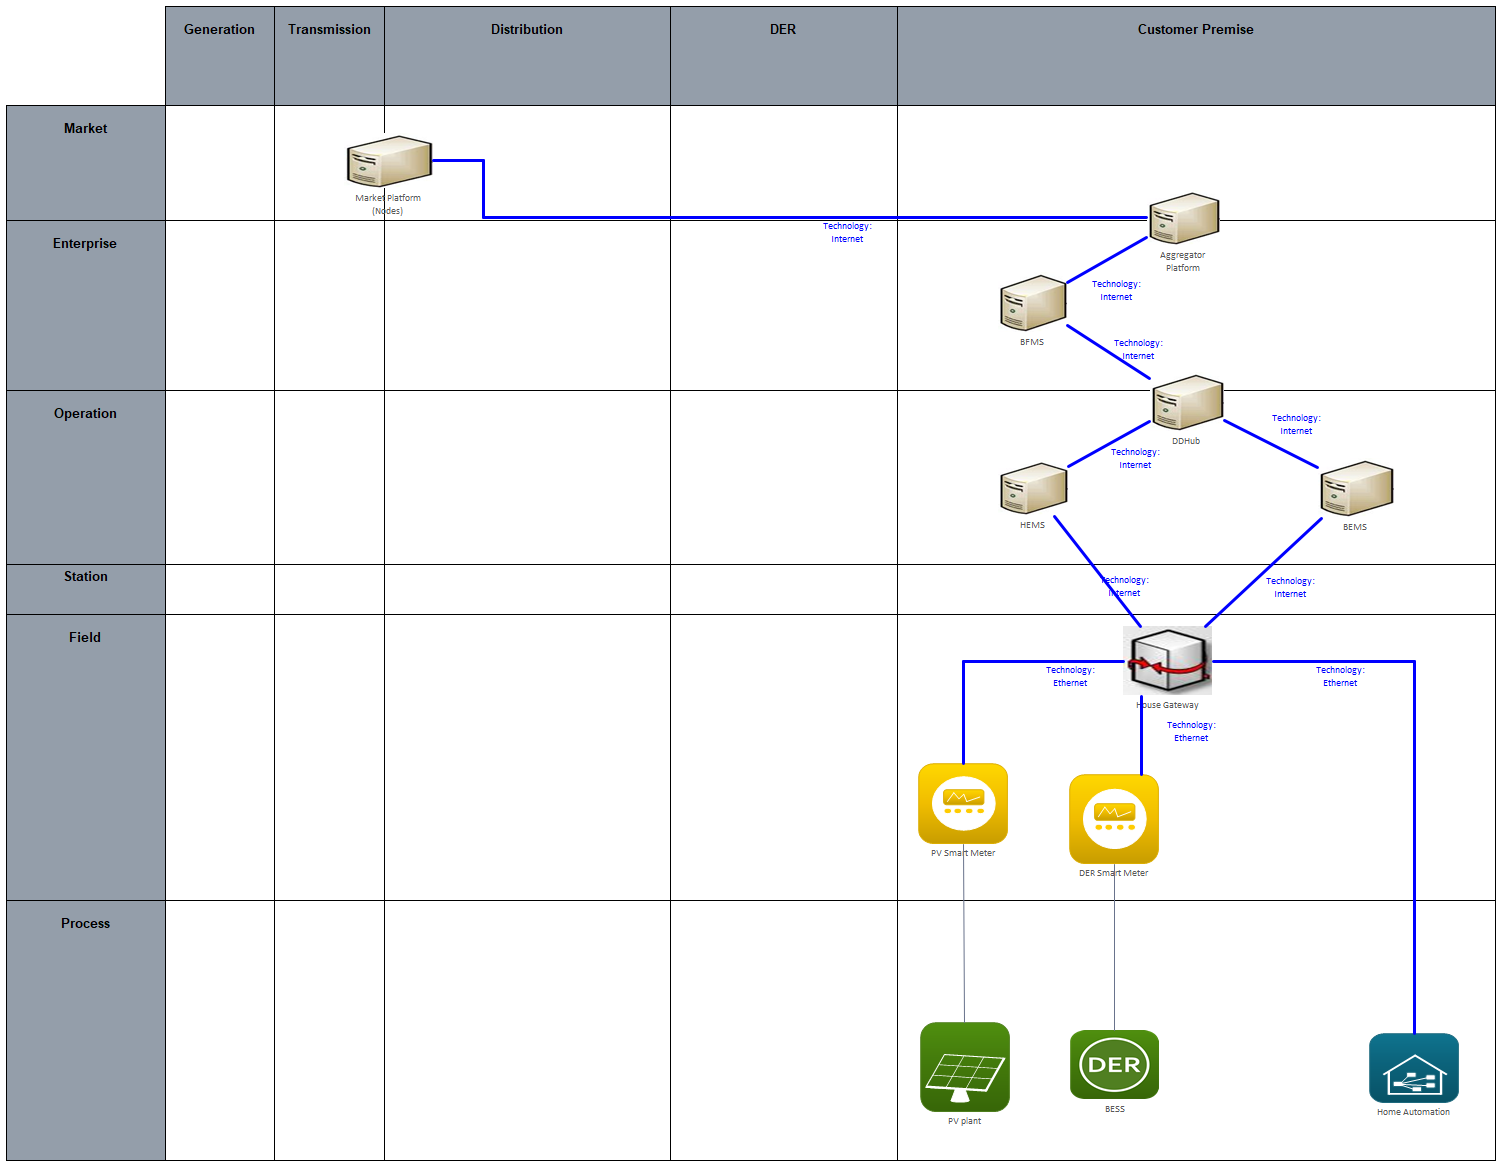 Generation
Transmission
Distribution
DER
Customer Premise
Market
Market Platform
(Nodes)
Technology:
Internet
Enterprise
Aggregator
Platform
Technology:
Internet
BFMS
Technology:
Internet
Operation
DDHub
Technology:
Internet
Technology:
Internet
HEMS
BEMS
Station
Technology:
Internet
Technology:
Internet
Field
Technology:
Ethernet
Technology:
Ethernet
House Gateway
Technology:
Ethernet
PV Smart Meter
DER Smart Meter
Process
DER
PV plant
BESS
Home Automation